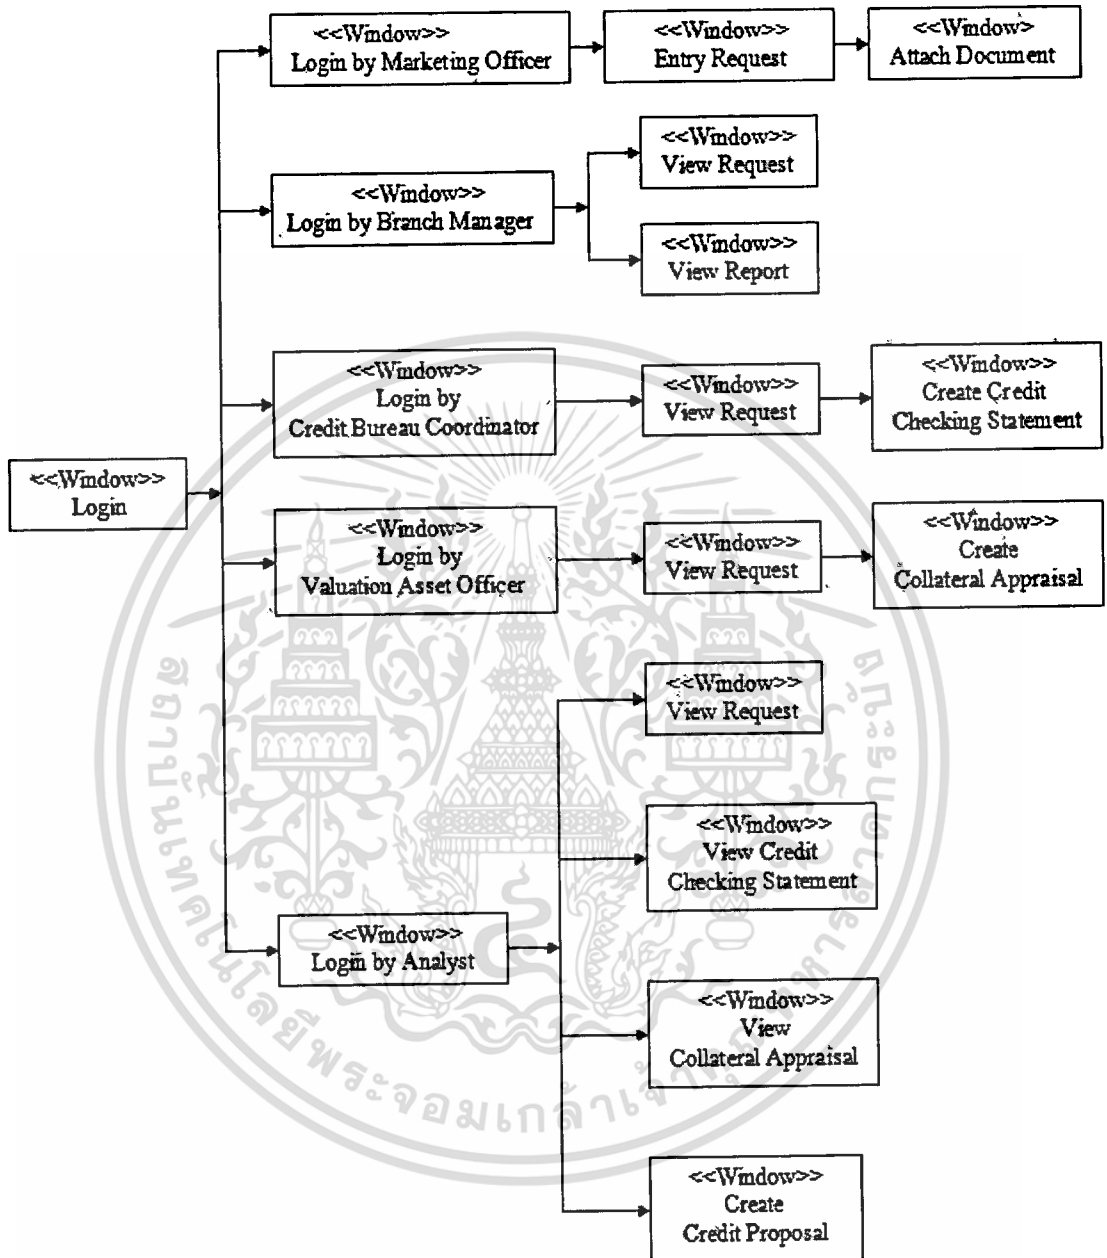 <<Window>>
Login by Marketing Officer
<<Window>>
Entry Request
<<Window>
Attach Document
<<Window>>
View Request
<<Window>>
Login by Branch Manager
<<Window>>
View Report
<<Window>>
Login by
Credit Bureau Coordinator
<<Window>>
View Request
<<Window>>
Create Credit
Checking Statement
<<Window>>
Login
<<Window>>
Login by
Valuation Asset Officer
<<Window>>
View Request
<<Window>>
Create
Collateral Appraisal
<<Window>>
View Request
<<Window>>
View Credit
Checking Statement
<<Window>>
Login by Analyst
<<Window>>
View
Collateral Appraisal
<<Window>>
Create
Credit Proposal